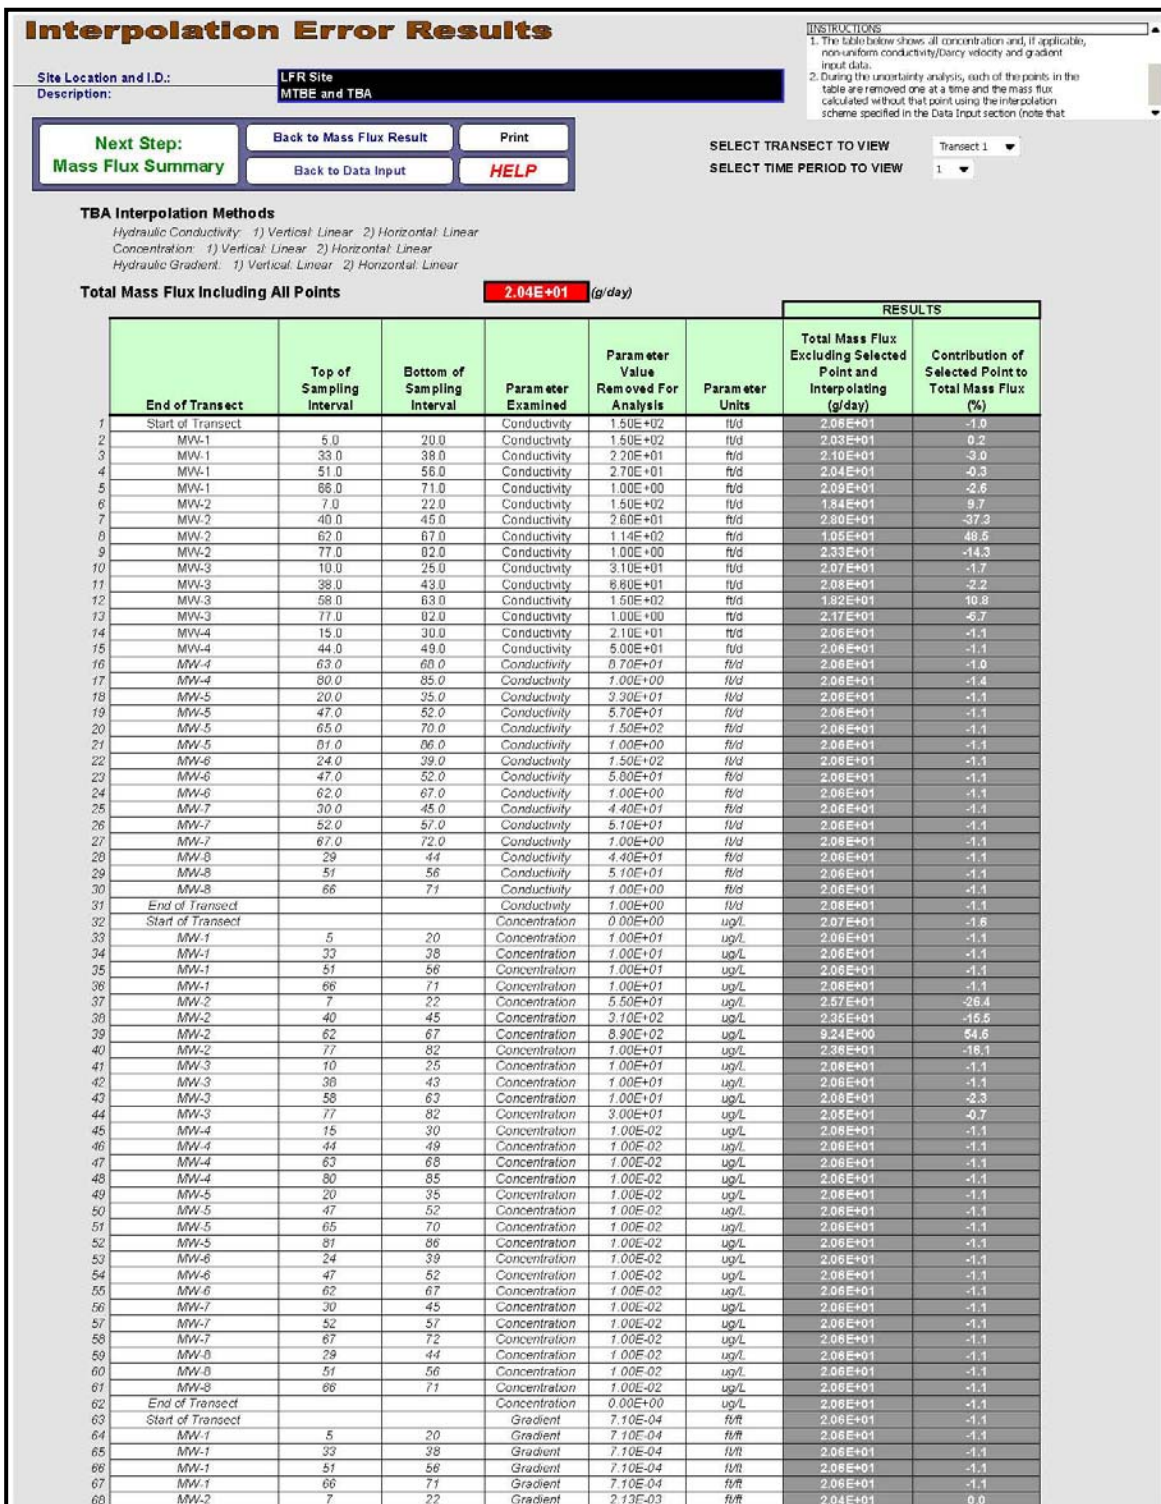 Interpolation Error Results
INSTRUCTIONS
1. The table below shows all concentration and, if applicable,
non-uniform conductivity/Darcy velocity and gradient
input data.
2. During the uncertainty analysis, each of the points in the
table are removed one at a time and the mass flux
calculated without that point using the interpolation
scheme specified in the Data Input section (note that
Site Location and I.D.: LFR Site
Description: MTBE and TBA
Next Step:
Mass Flux Summary
Back to Mass Flux Result
Print
Back to Data Input
HELP
SELECT TRANSECT TO VIEW Transect 1
SELECT TIME PERIOD TO VIEW 1
TBA Interpolation Methods
Hydraulic Conductivity: 1) Vertical: Linear 2) Horizontal: Linear
Concentration: 1) Vertical: Linear 2) Horizontal: Linear
Hydraulic Gradient: 1) Vertical: Linear 2) Horizontal: Linear
Total Mass Flux Including All Points 2.04E+01 (g/day)
RESULTS
End of Transect
Top of
Sampling
Interval
Bottom of
Sampling
Interval
Parameter
Examined
Parameter
Value
Removed For
Analysis
Parameter
Units
Total Mass Flux
Excluding Selected
Point and
Interpolating
(g/day)
Contribution of
Selected Point to
Total Mass Flux
(%)
1 Start of Transect Conductivity 1.50E+02 ft/d 2.06E+01 -1.0
2 MW-1 5.0 20.0 Conductivity 1.50E+02 ft/d 2.03E+01 0.2
3 MW-1 33.0 38.0 Conductivity 2.20E+01 ft/d 2.10E+01 -3.0
4 MW-1 51.0 56.0 Conductivity 2.70E+01 ft/d 2.04E+01 -0.3
5 MW-1 66.0 71.0 Conductivity 1.00E+00 ft/d 2.09E+01 -2.6
6 MW-2 7.0 22.0 Conductivity 1.50E+02 ft/d 1.84E+01 9.7
7 MW-2 40.0 45.0 Conductivity 2.60E+01 ft/d 2.80E+01 -37.3
8 MW-2 62.0 67.0 Conductivity 1.14E+02 ft/d 1.05E+01 48.5
9 MW-2 77.0 82.0 Conductivity 1.00E+00 ft/d 2.33E+01 -14.3
10 MW-3 10.0 25.0 Conductivity 3.10E+01 ft/d 2.07E+01 -1.7
11 MW-3 38.0 43.0 Conductivity 6.60E+01 ft/d 2.08E+01 -2.2
12 MW-3 58.0 63.0 Conductivity 1.50E+02 ft/d 1.82E+01 10.8
13 MW-3 77.0 82.0 Conductivity 1.00E+00 ft/d 2.17E+01 -6.7
14 MW-4 15.0 30.0 Conductivity 2.10E+01 ft/d 2.06E+01 -1.1
15 MW-4 44.0 49.0 Conductivity 5.00E+01 ft/d 2.06E+01 -1.1
16 MW-4 63.0 68.0 Conductivity 8.70E+01 ft/d 2.06E+01 -1.0
17 MW-4 80.0 85.0 Conductivity 1.00E+00 ft/d 2.06E+01 -1.4
18 MW-5 20.0 35.0 Conductivity 3.30E+01 ft/d 2.06E+01 -1.1
19 MW-5 47.0 52.0 Conductivity 5.70E+01 ft/d 2.06E+01 -1.1
20 MW-5 65.0 70.0 Conductivity 1.50E+02 ft/d 2.06E+01 -1.1
21 MW-5 81.0 86.0 Conductivity 1.00E+00 ft/d 2.06E+01 -1.1
22 MW-6 24.0 39.0 Conductivity 1.50E+02 ft/d 2.06E+01 -1.1
23 MW-6 47.0 52.0 Conductivity 5.80E+01 ft/d 2.06E+01 -1.1
24 MW-6 62.0 67.0 Conductivity 1.00E+00 ft/d 2.06E+01 -1.1
25 MW-7 30.0 45.0 Conductivity 4.40E+01 ft/d 2.06E+01 -1.1
26 MW-7 52.0 57.0 Conductivity 5.10E+01 ft/d 2.06E+01 -1.1
27 MW-7 67.0 72.0 Conductivity 1.00E+00 ft/d 2.06E+01 -1.1
28 MW-8 29 44 Conductivity 4.40E+01 ft/d 2.06E+01 -1.1
29 MW-8 51 56 Conductivity 5.10E+01 ft/d 2.06E+01 -1.1
30 MW-8 66 71 Conductivity 1.00E+00 ft/d 2.06E+01 -1.1
31 End of Transect Conductivity 1.00E+00 ft/d 2.06E+01 -1.1
32 Start of Transect Concentration 0.00E+00 ug/L 2.07E+01 -1.6
33 MW-1 5 20 Concentration 1.00E+01 ug/L 2.06E+01 -1.1
34 MW-1 33 38 Concentration 1.00E+01 ug/L 2.06E+01 -1.1
35 MW-1 51 56 Concentration 1.00E+01 ug/L 2.06E+01 -1.1
36 MW-1 66 71 Concentration 1.00E+01 ug/L 2.06E+01 -1.1
37 MW-2 7 22 Concentration 5.50E+01 ug/L 2.57E+01 -26.4
38 MW-2 40 45 Concentration 3.10E+02 ug/L 2.35E+01 -15.5
39 MW-2 62 67 Concentration 8.90E+02 ug/L 9.24E+00 54.6
40 MW-2 77 82 Concentration 1.00E+01 ug/L 2.36E+01 -16.1
41 MW-3 10 25 Concentration 1.00E+01 ug/L 2.06E+01 -1.1
42 MW-3 38 43 Concentration 1.00E+01 ug/L 2.06E+01 -1.1
43 MW-3 58 63 Concentration 1.00E+01 ug/L 2.08E+01 -2.3
44 MW-3 77 82 Concentration 3.00E+01 ug/L 2.05E+01 -0.7
45 MW-4 15 30 Concentration 1.00E-02 ug/L 2.06E+01 -1.1
46 MW-4 44 49 Concentration 1.00E-02 ug/L 2.06E+01 -1.1
47 MW-4 63 68 Concentration 1.00E-02 ug/L 2.06E+01 -1.1
48 MW-4 80 85 Concentration 1.00E-02 ug/L 2.06E+01 -1.1
49 MW-5 20 35 Concentration 1.00E-02 ug/L 2.06E+01 -1.1
50 MW-5 47 52 Concentration 1.00E-02 ug/L 2.06E+01 -1.1
51 MW-5 65 70 Concentration 1.00E-02 ug/L 2.06E+01 -1.1
52 MW-5 81 86 Concentration 1.00E-02 ug/L 2.06E+01 -1.1
53 MW-6 24 39 Concentration 1.00E-02 ug/L 2.06E+01 -1.1
54 MW-6 47 52 Concentration 1.00E-02 ug/L 2.06E+01 -1.1
55 MW-6 62 67 Concentration 1.00E-02 ug/L 2.06E+01 -1.1
56 MW-7 30 45 Concentration 1.00E-02 ug/L 2.06E+01 -1.1
57 MW-7 52 57 Concentration 1.00E-02 ug/L 2.06E+01 -1.1
58 MW-7 67 72 Concentration 1.00E-02 ug/L 2.06E+01 -1.1
59 MW-8 29 44 Concentration 1.00E-02 ug/L 2.06E+01 -1.1
60 MW-8 51 56 Concentration 1.00E-02 ug/L 2.06E+01 -1.1
61 MW-8 66 71 Concentration 1.00E-02 ug/L 2.06E+01 -1.1
62 End of Transect Concentration 0.00E+00 ug/L 2.06E+01 -1.1
63 Start of Transect Gradient 7.10E-04 ft/ft 2.06E+01 -1.1
64 MW-1 5 20 Gradient 7.10E-04 ft/ft 2.06E+01 -1.1
65 MW-1 33 38 Gradient 7.10E-04 ft/ft 2.06E+01 -1.1
66 MW-1 51 56 Gradient 7.10E-04 ft/ft 2.06E+01 -1.1
67 MW-1 66 71 Gradient 7.10E-04 ft/ft 2.06E+01 -1.1
68 MW-2 7 22 Gradient 2.13E-03 ft/ft 2.04E+01 0.0